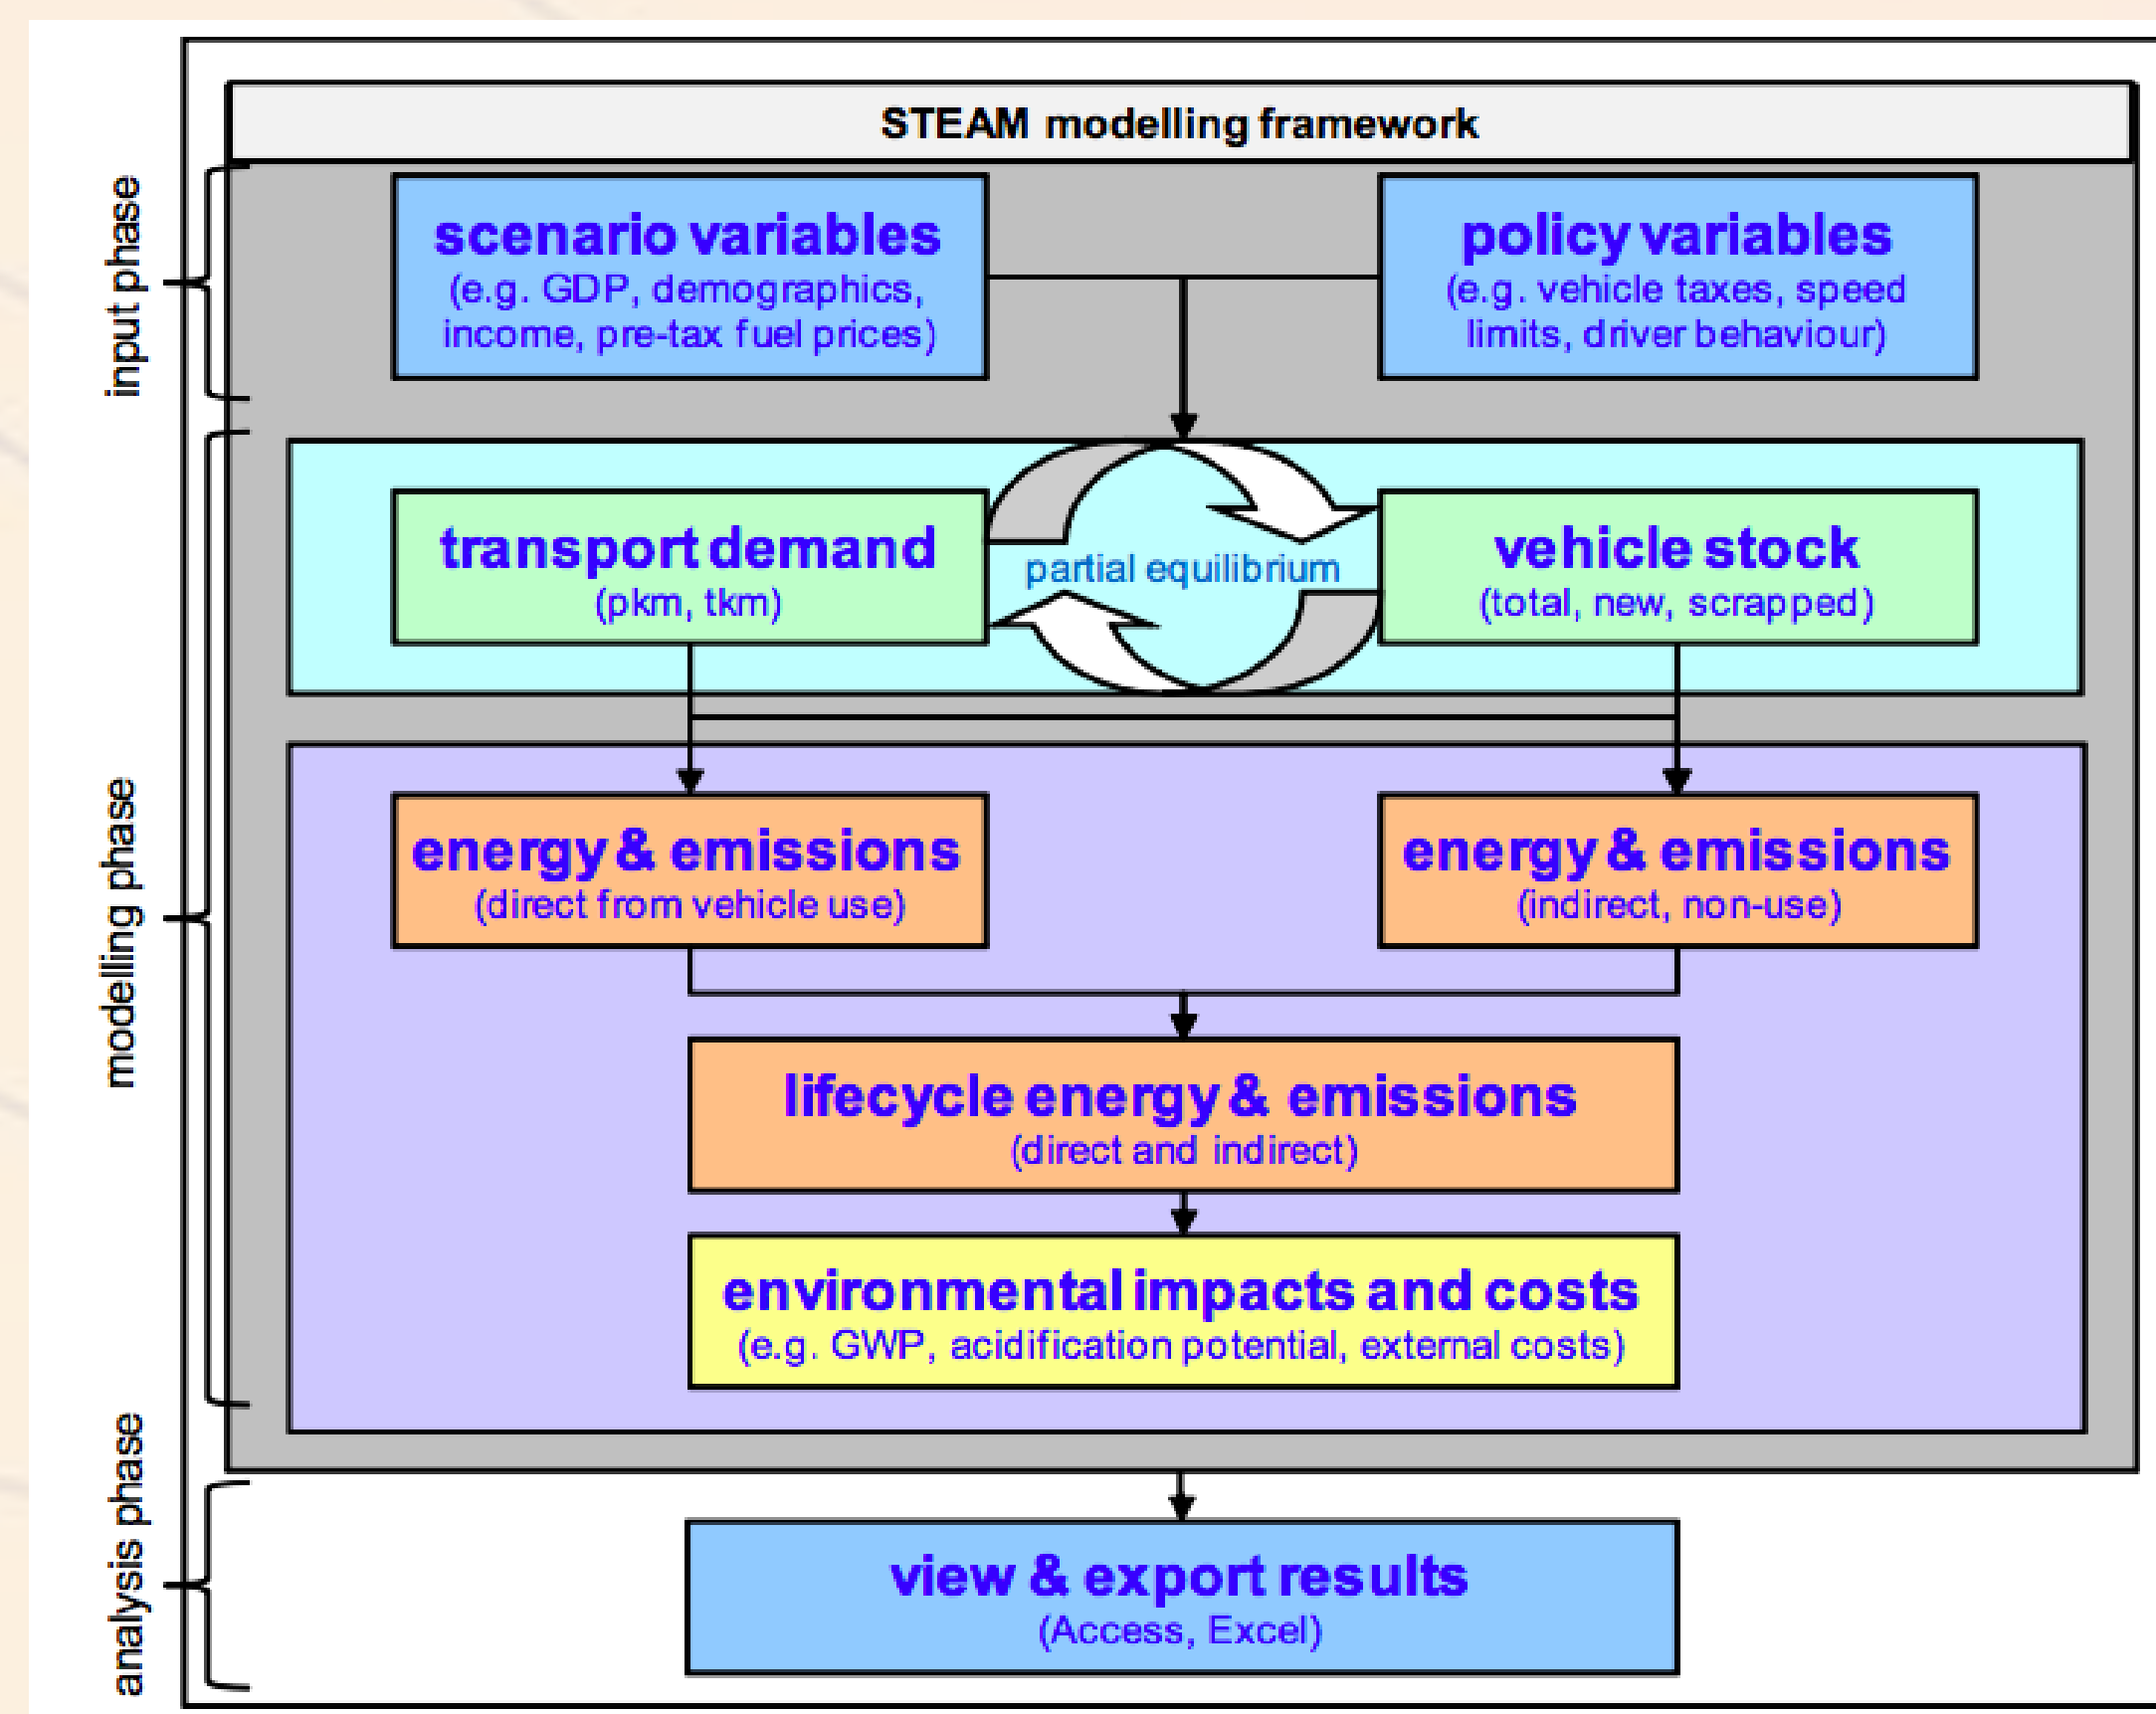 STEAM modelling framework
input phase
scenario variables
(e.g. GDP, demographics,
income, pre-tax fuel prices)
policy variables
(e.g. vehicle taxes, speed
limits, driver behaviour)
modelling phase
transport demand
(pkm, tkm)
partial equilibrium
vehicle stock
(total, new, scrapped)
energy & emissions
(direct from vehicle use)
energy & emissions
(indirect, non-use)
lifecycle energy & emissions
(direct and indirect)
environmental impacts and costs
(e.g. GWP, acidification potential, external costs)
analysis phase
view & export results
(Access, Excel)